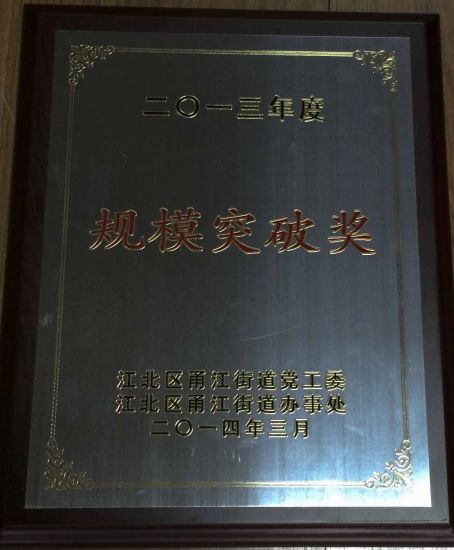 二〇一三年度
规模突破奖
江北区甬江街道党工委
江北区甬江街道办事处
二〇一四年三月